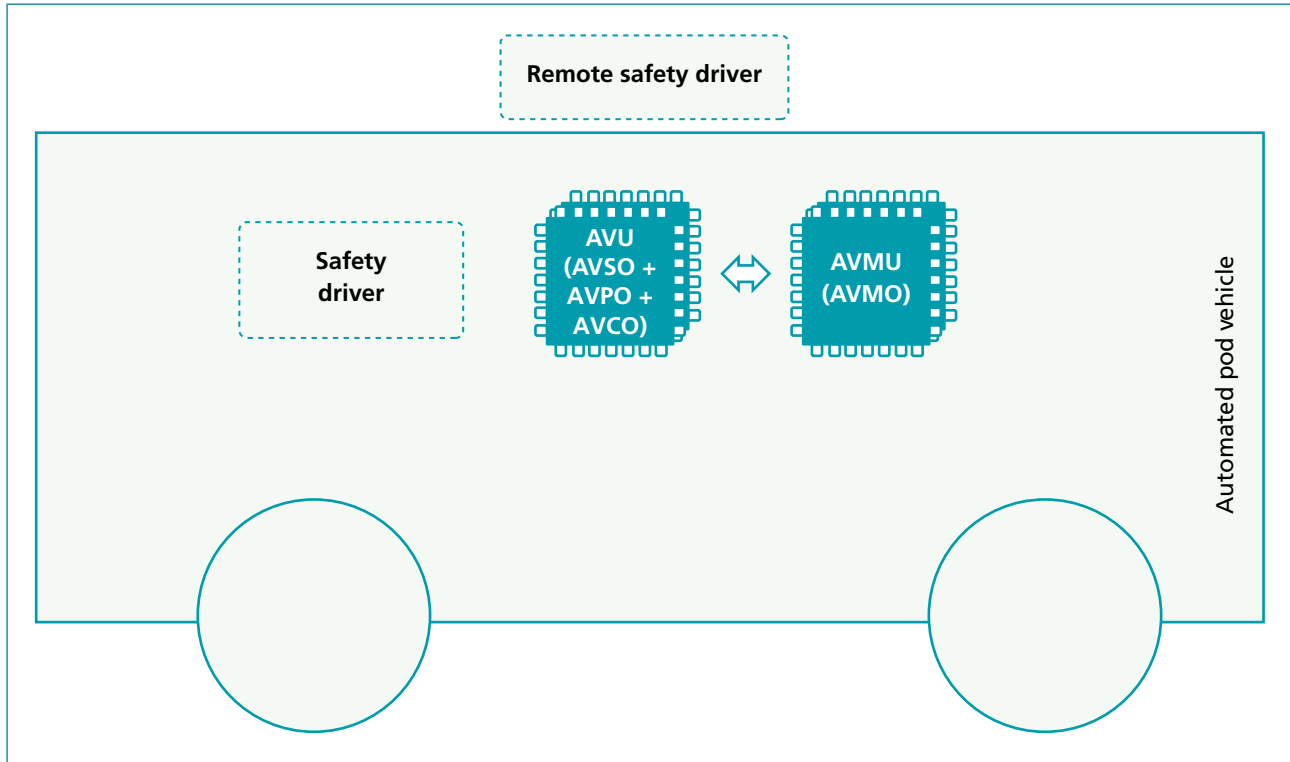 Remote safety driver
Safety
driver
AVU
(AVSO +
AVPO +
AVCO)
AVMU
(AVMO)
Automated pod vehicle